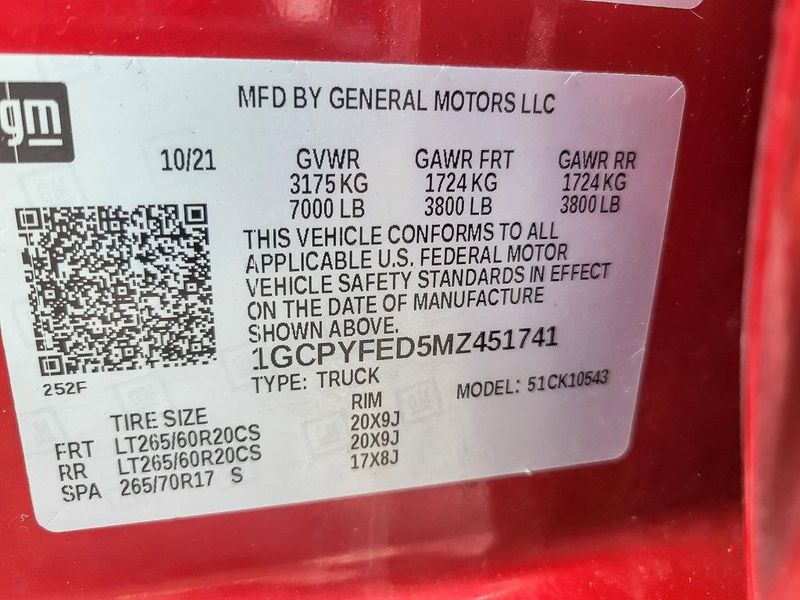 gm
MFD BY GENERAL MOTORS LLC
10/21 GVWR GAWR FRT GAWR RR
3175 KG 1724 KG 1724 KG
7000 LB 3800 LB 3800 LB
THIS VEHICLE CONFORMS TO ALL
APPLICABLE U.S. FEDERAL MOTOR
VEHICLE SAFETY STANDARDS IN EFFECT
ON THE DATE OF MANUFACTURE
SHOWN ABOVE.
1GCPYFED5MZ451741
252F
TYPE: TRUCK MODEL: 51CK10543
TIRE SIZE RIM
FRT LT265/60R20CS 20X9J
RR LT265/60R20CS 20X9J
SPA 265/70R17 S 17X8J